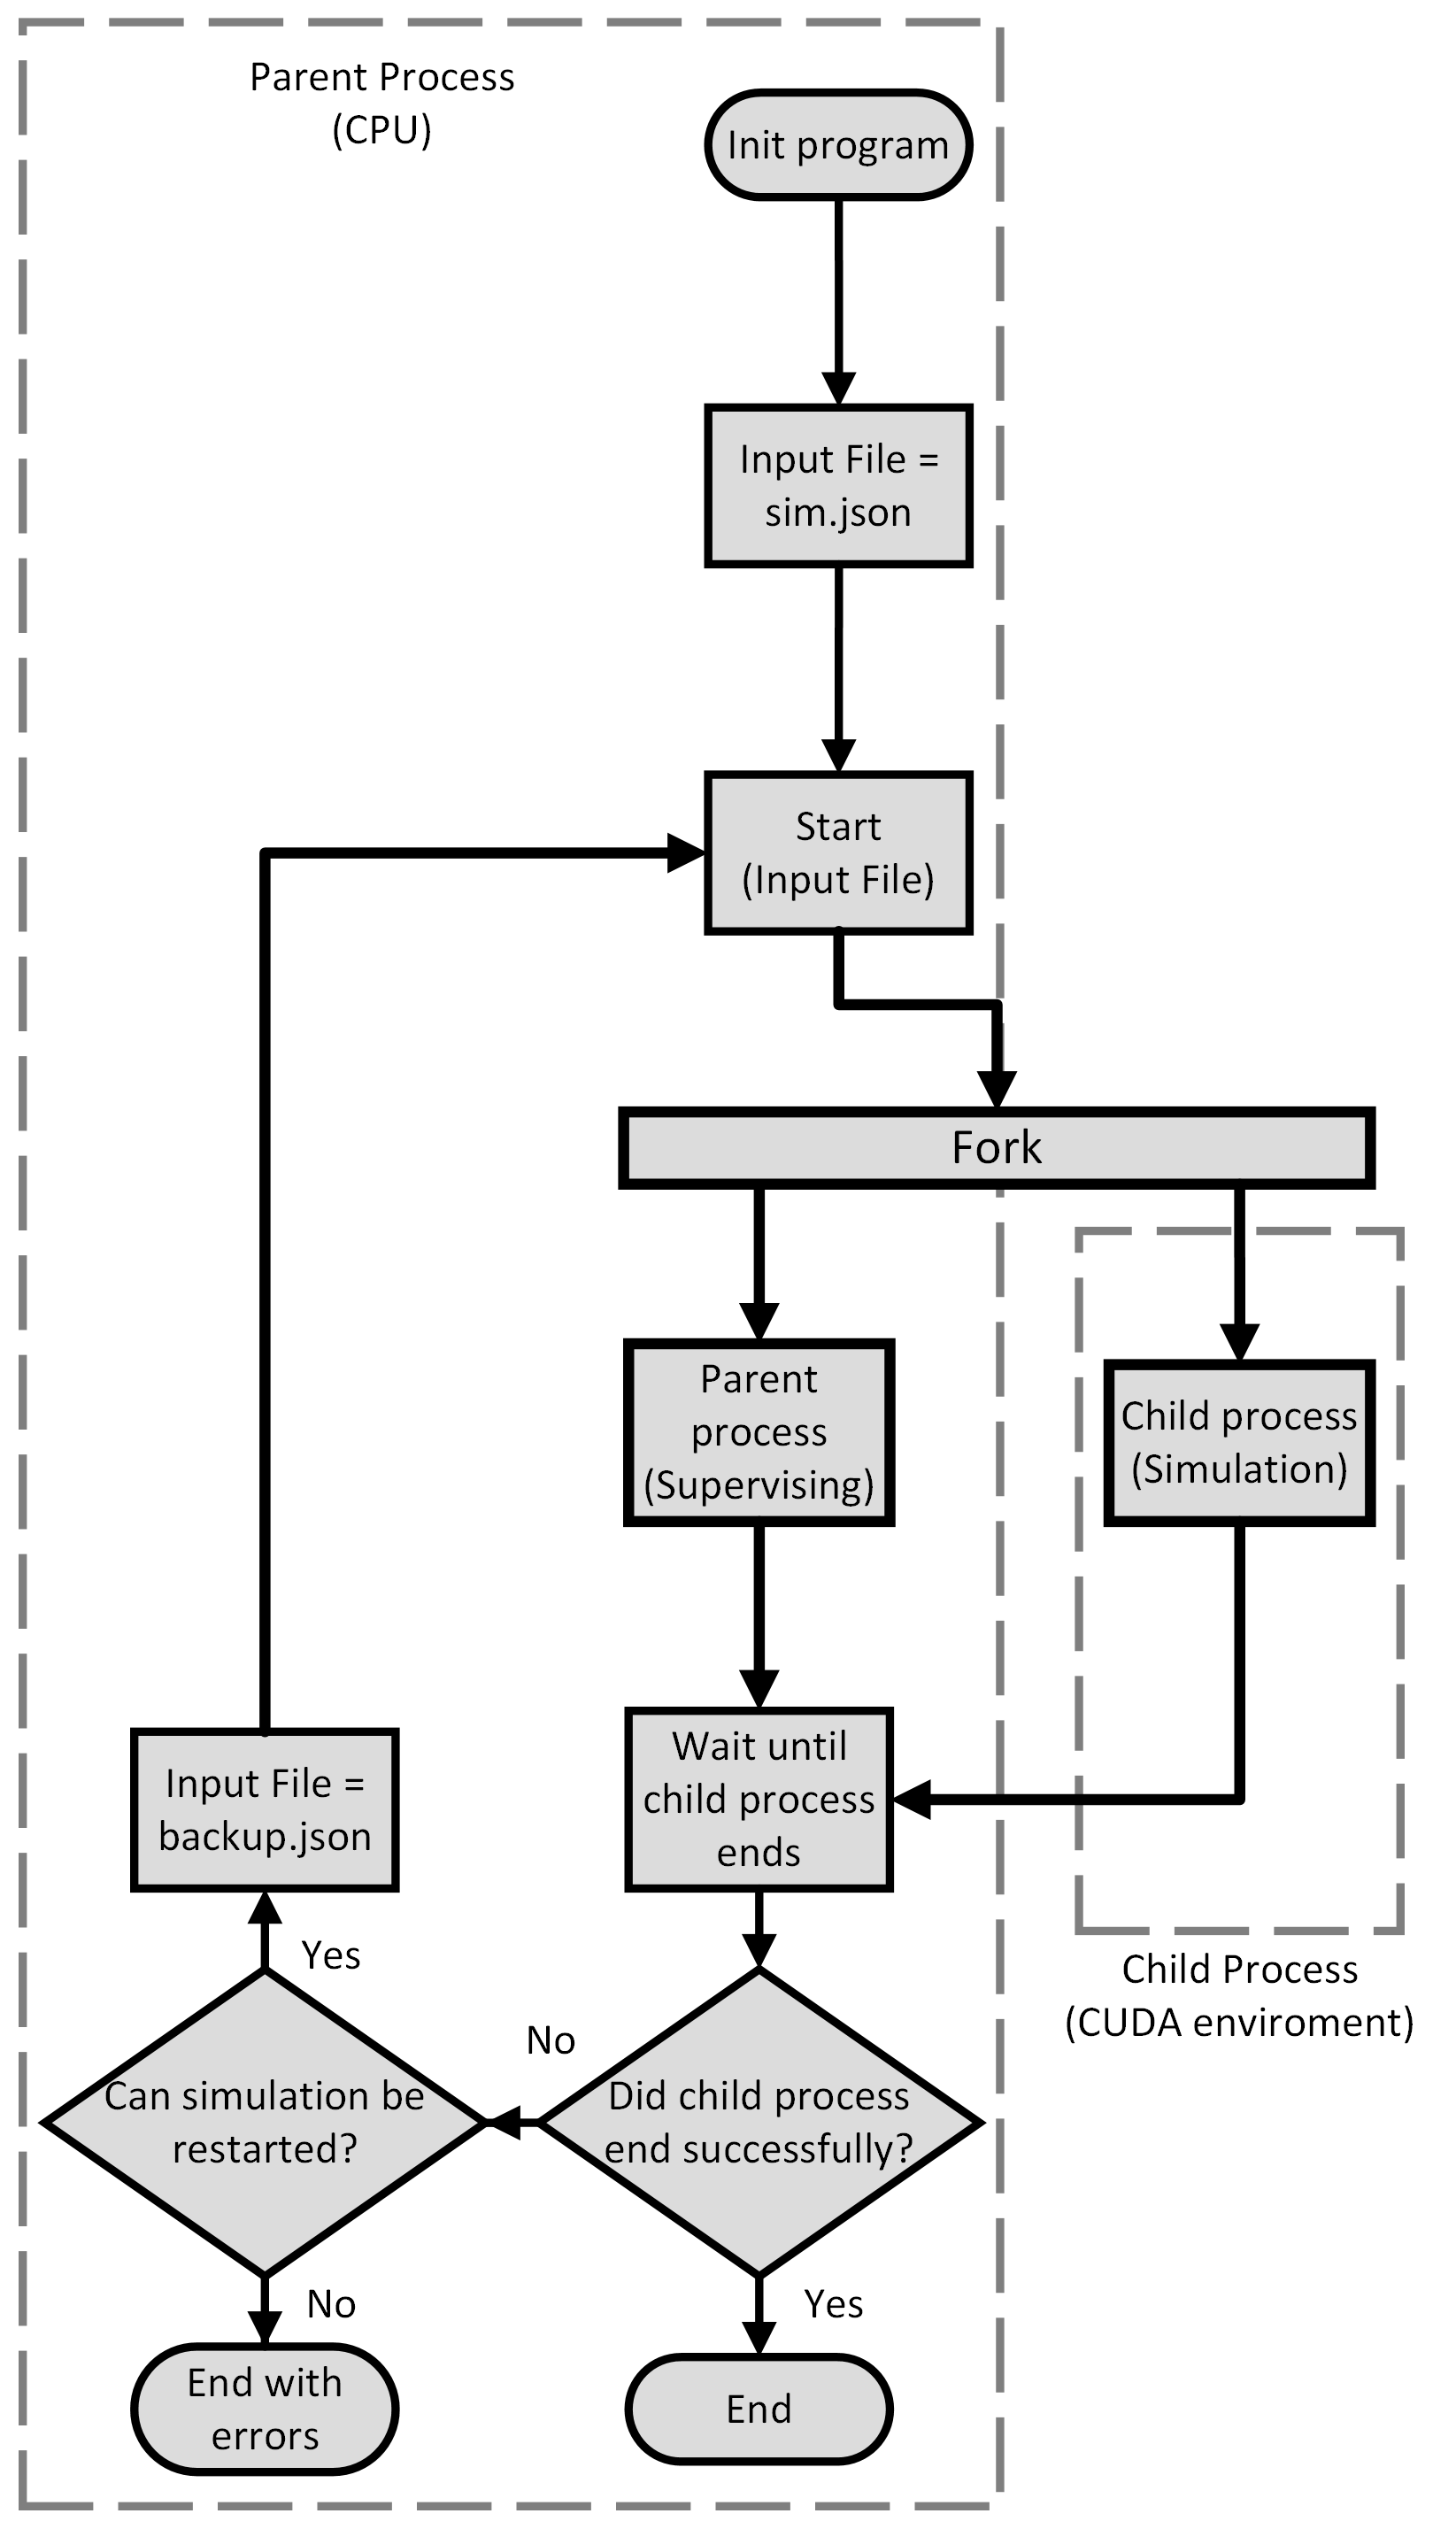 Parent Process
(CPU)
Init program
Input File =
sim.json
Start
(Input File)
Fork
Parent
process
(Supervising)
Child process
(Simulation)
Wait until
child process
ends
Input File =
backup.json
Yes
Child Process
(CUDA enviroment)
No
Can simulation be
restarted?
Did child process
end successfully?
No
Yes
End with
errors
End